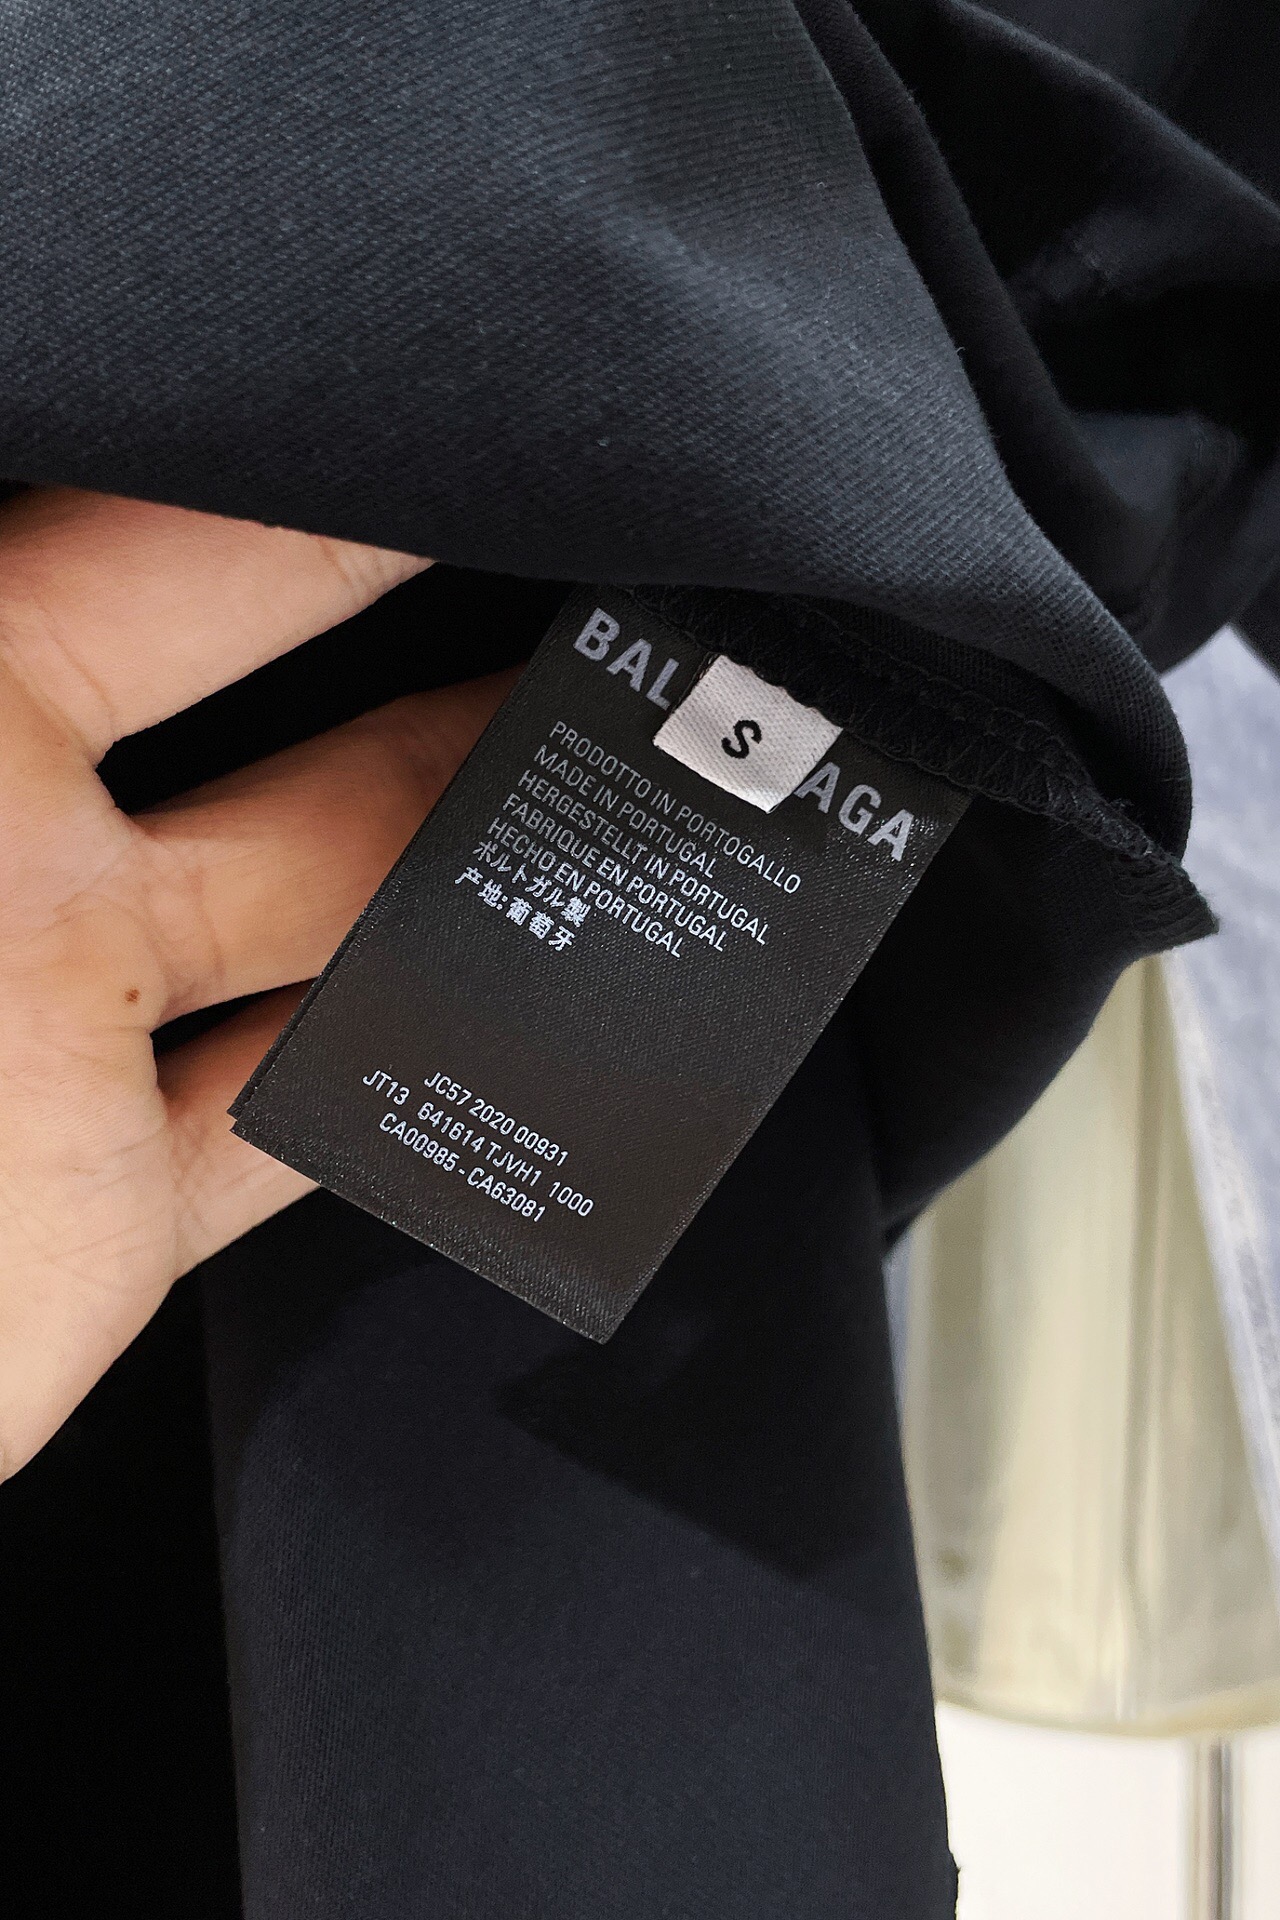 BAL AGA
S
PRODOTTO IN PORTOGALLO
MADE IN PORTUGAL
HERGESTELLT IN PORTUGAL
FABRIQUE EN PORTUGAL
HECHO EN PORTUGAL
ポルトガル製
产地:葡萄牙
JC57 2020 00931
JT13 641614 TJVH1 1000
CA00985 - CA63081